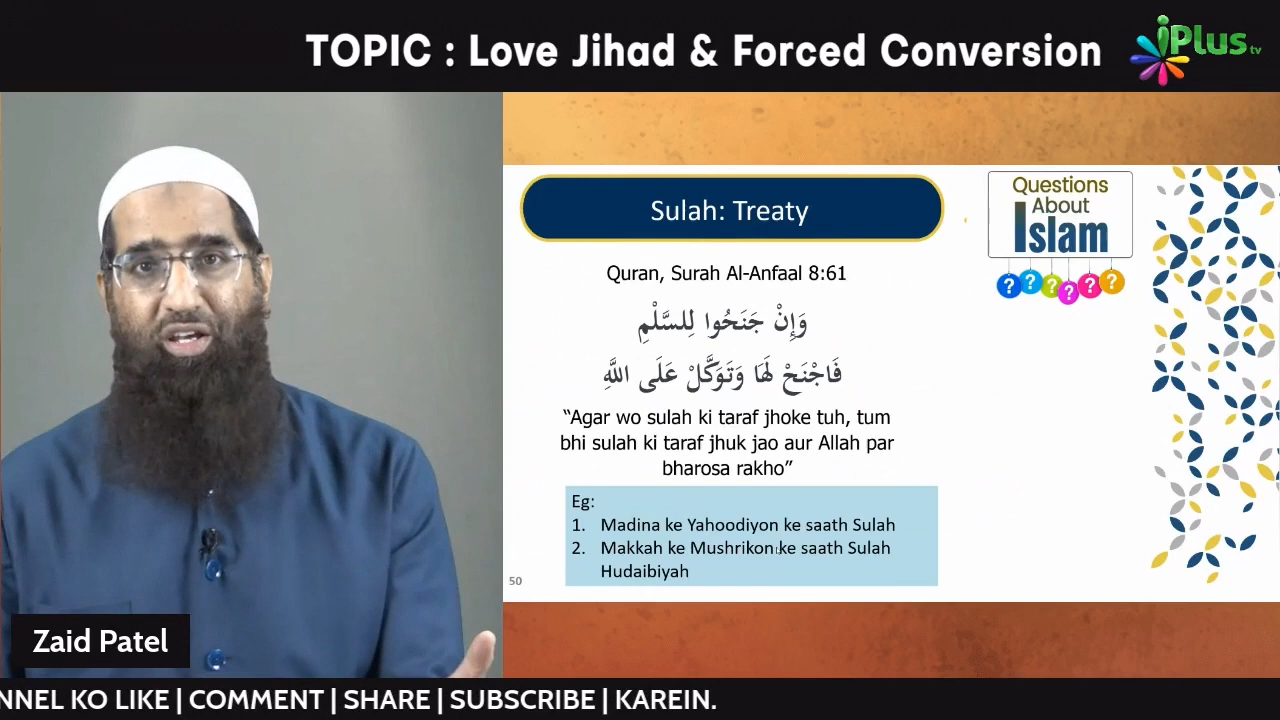 TOPIC : Love Jihad & Forced Conversion
iPlus tv
Sulah: Treaty
Questions
About
Islam
? ? ? ? ? ?
Quran, Surah Al-Anfaal 8:61
وَإِنْ جَنَحُوا لِلسَّلْمِ
فَاجْنَحْ لَهَا وَتَوَكَّلْ عَلَى اللَّهِ
“Agar wo sulah ki taraf jhoke tuh, tum
bhi sulah ki taraf jhuk jao aur Allah par
bharosa rakho”
Eg:
1. Madina ke Yahoodiyon ke saath Sulah
2. Makkah ke Mushrikon ke saath Sulah
Hudaibiyah
50
Zaid Patel
NNEL KO LIKE | COMMENT | SHARE | SUBSCRIBE | KAREIN.